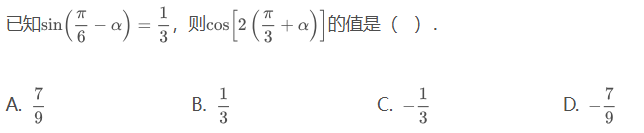 已知sin(π/6 − α) = 1/3，则cos[2(π/3 + α)]的值是（ ）.
A. 7/9 B. 1/3 C. −1/3 D. −7/9